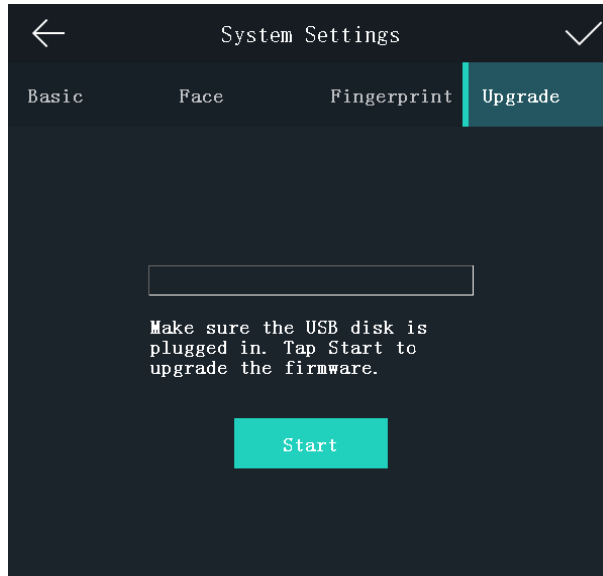 System Settings
Basic Face Fingerprint Upgrade
Make sure the USB disk is
plugged in. Tap Start to
upgrade the firmware.
Start